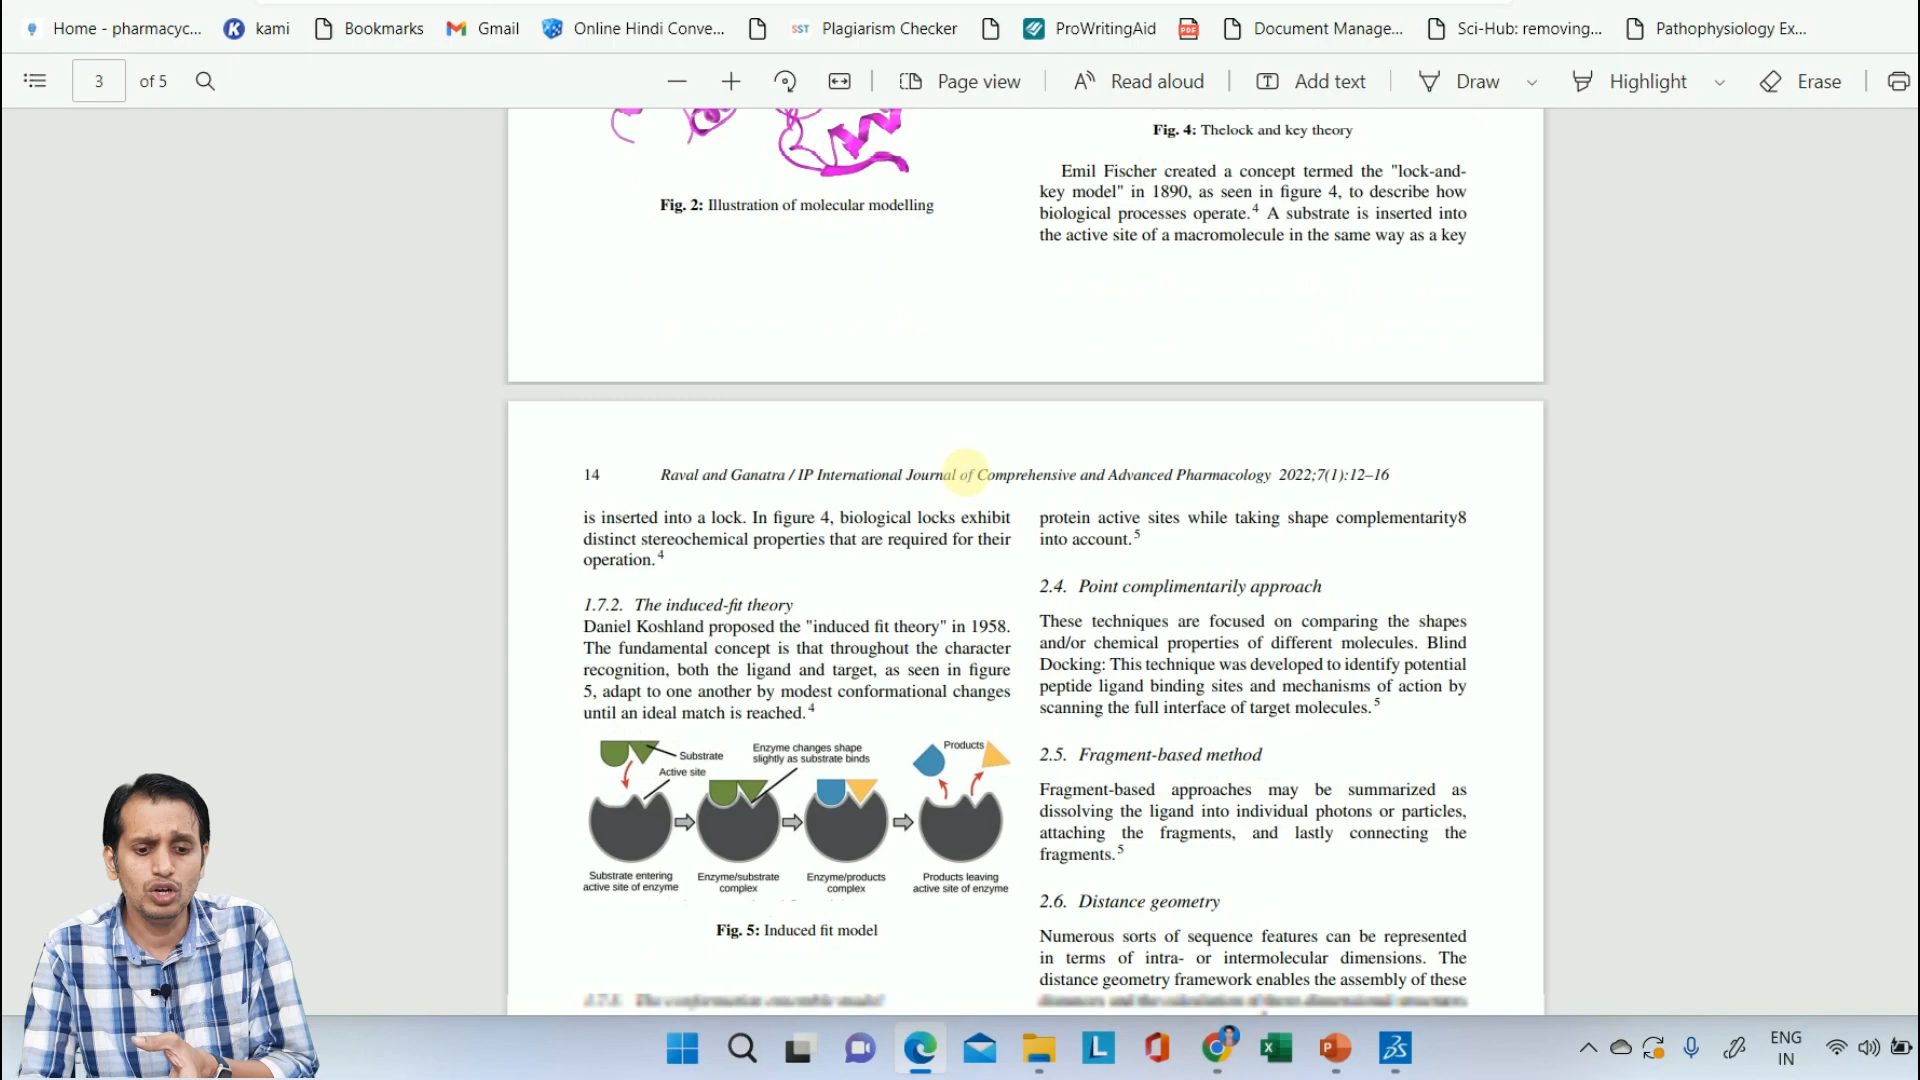 Home - pharmacyc...
kami
Bookmarks
Gmail
Online Hindi Conve...
SST
Plagiarism Checker
ProWritingAid
PDF
Document Manage...
Sci-Hub: removing...
Pathophysiology Ex...
3 of 5
Page view
Read aloud
Add text
Draw
Highlight
Erase
Fig. 2: Illustration of molecular modelling
Fig. 4: Thelock and key theory
Emil Fischer created a concept termed the "lock-and-
key model" in 1890, as seen in figure 4, to describe how
biological processes operate.4 A substrate is inserted into
the active site of a macromolecule in the same way as a key
14 Raval and Ganatra / IP International Journal of Comprehensive and Advanced Pharmacology 2022;7(1):12–16
is inserted into a lock. In figure 4, biological locks exhibit
distinct stereochemical properties that are required for their
operation.4
1.7.2. The induced-fit theory
Daniel Koshland proposed the "induced fit theory" in 1958.
The fundamental concept is that throughout the character
recognition, both the ligand and target, as seen in figure
5, adapt to one another by modest conformational changes
until an ideal match is reached.4
Substrate
Active site
Enzyme changes shape
slightly as substrate binds
Products
Substrate entering
active site of enzyme
Enzyme/substrate
complex
Enzyme/products
complex
Products leaving
active site of enzyme
Fig. 5: Induced fit model
1.7.3. The conformation ensemble model
protein active sites while taking shape complementarity8
into account.5
2.4. Point complimentarily approach
These techniques are focused on comparing the shapes
and/or chemical properties of different molecules. Blind
Docking: This technique was developed to identify potential
peptide ligand binding sites and mechanisms of action by
scanning the full interface of target molecules.5
2.5. Fragment-based method
Fragment-based approaches may be summarized as
dissolving the ligand into individual photons or particles,
attaching the fragments, and lastly connecting the
fragments.5
2.6. Distance geometry
Numerous sorts of sequence features can be represented
in terms of intra- or intermolecular dimensions. The
distance geometry framework enables the assembly of these
distances and the calculation of three-dimensional structures
ENG
IN